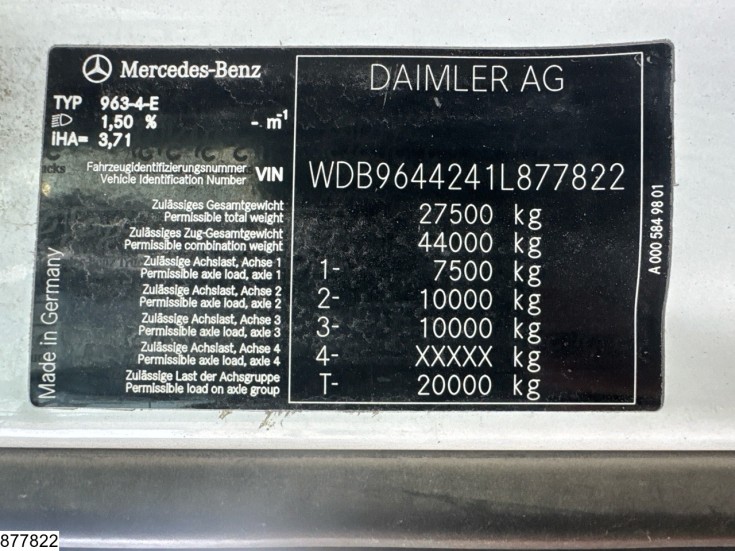 Mercedes-Benz
DAIMLER AG
TYP 963-4-E
1,50 % - m-1
iHA= 3,71
Fahrzeugidentifizierungsnummer
Vehicle Identification Number VIN WDB9644241L877822
Zulässiges Gesamtgewicht
Permissible total weight 27500 kg
Zulässiges Zug-Gesamtgewicht
Permissible combination weight 44000 kg
Zulässige Achslast, Achse 1
Permissible axle load, axle 1 1- 7500 kg
Zulässige Achslast, Achse 2
Permissible axle load, axle 2 2- 10000 kg
Zulässige Achslast, Achse 3
Permissible axle load, axle 3 3- 10000 kg
Zulässige Achslast, Achse 4
Permissible axle load, axle 4 4- XXXXX kg
Zulässige Last der Achsgruppe
Permissible load on axle group T- 20000 kg
Made in Germany
A 000 584 98 01
877822